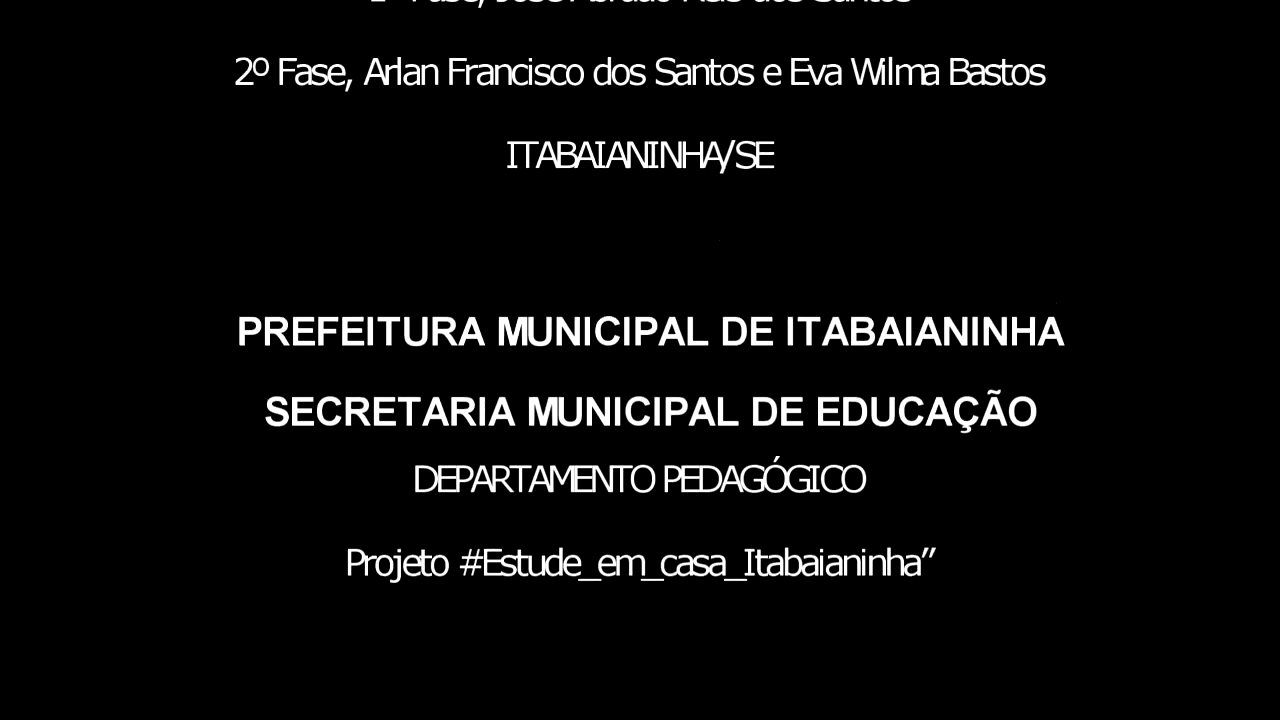 2º Fase, Arlan Francisco dos Santos e Eva Wilma Bastos
ITABAIANINHA/SE
PREFEITURA MUNICIPAL DE ITABAIANINHA
SECRETARIA MUNICIPAL DE EDUCAÇÃO
DEPARTAMENTO PEDAGÓGICO
Projeto #Estude_em_casa_Itabaianinha”